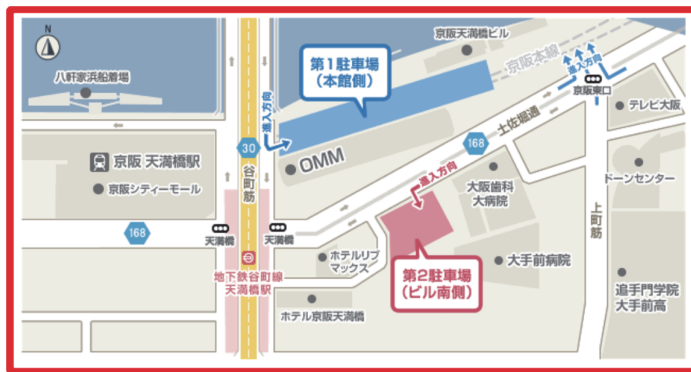 N
八軒家浜船着場
京阪天満橋ビル
京阪本線
第1駐車場
(本館側)
進入方向
進入方向
京阪東口
テレビ大阪
土佐堀通
168
30
谷町筋
OMM
京阪 天満橋駅
京阪シティーモール
進入方向
大阪歯科
大病院
ドーンセンター
上町筋
168
天満橋
天満橋
ホテルリブ
マックス
地下鉄谷町線
天満橋駅
第2駐車場
(ビル南側)
大手前病院
追手門学院
大手前高
ホテル京阪天満橋